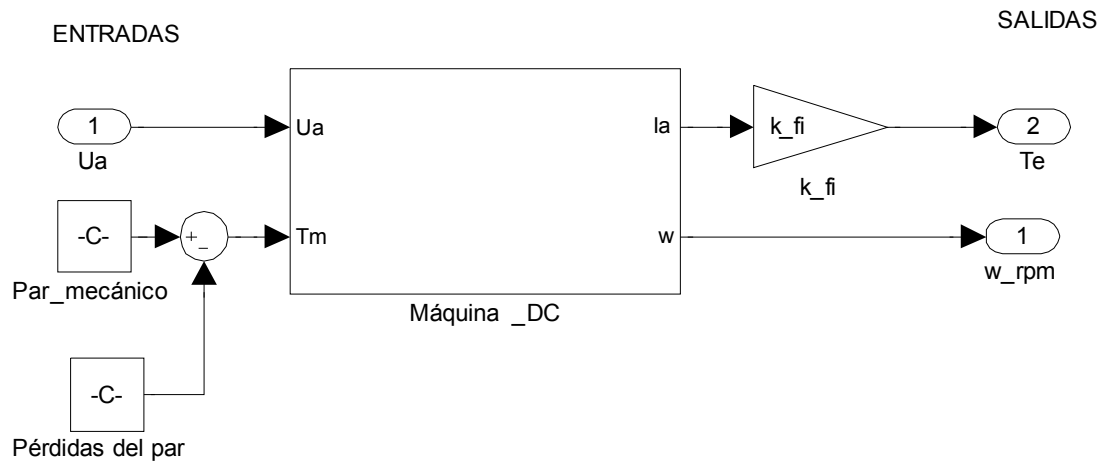 ENTRADAS
SALIDAS
1
Ua
Ua
Ia
k_fi
k_fi
2
Te
-C-
Par_mecánico
+
_
Tm
w
1
w_rpm
Máquina _DC
-C-
Pérdidas del par